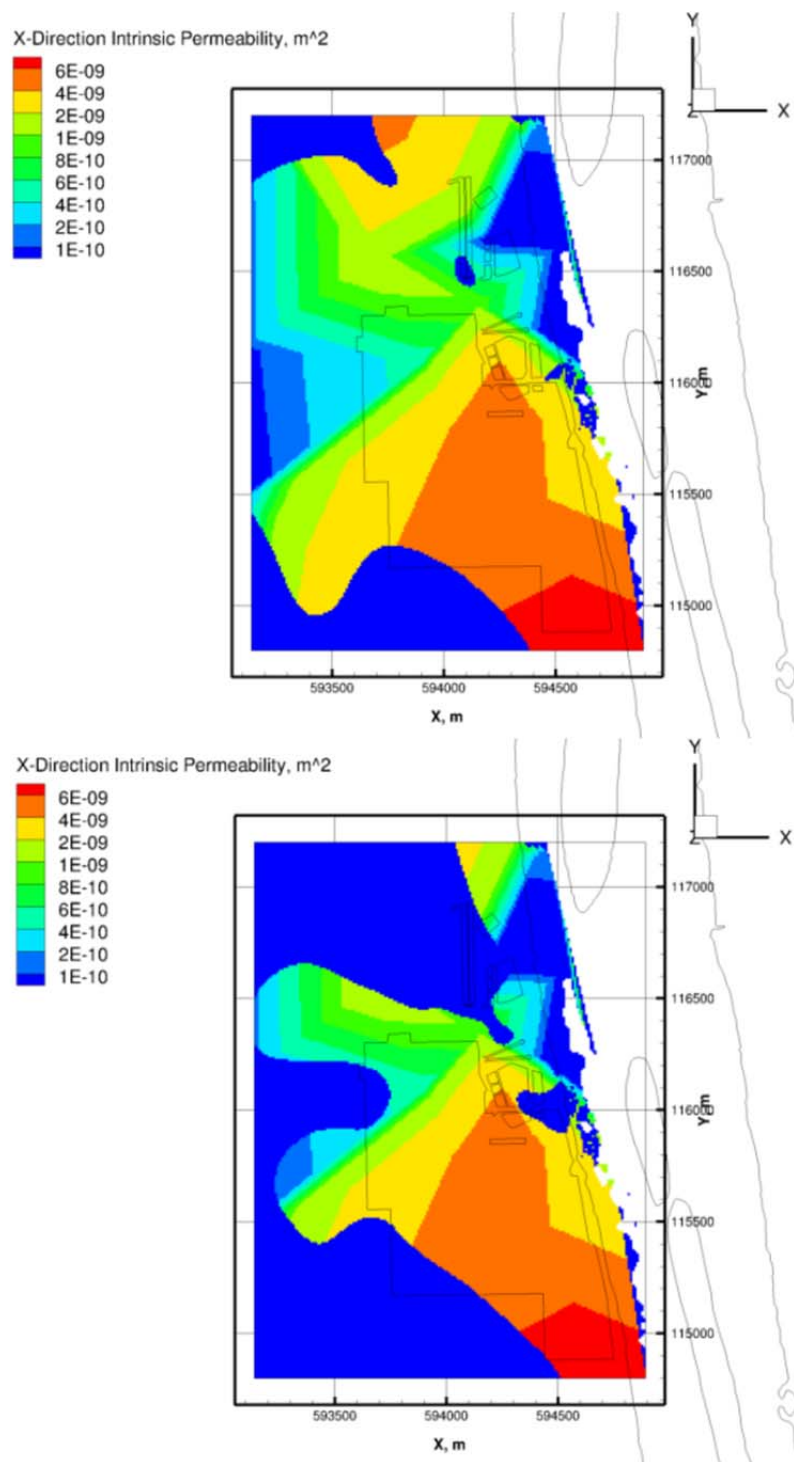 X-Direction Intrinsic Permeability, m^2
6E-09
4E-09
2E-09
1E-09
8E-10
6E-10
4E-10
2E-10
1E-10
Y
Z
X
117000
116500
116000
Y, m
115500
115000
593500
594000
594500
X, m
X-Direction Intrinsic Permeability, m^2
6E-09
4E-09
2E-09
1E-09
8E-10
6E-10
4E-10
2E-10
1E-10
Y
Z
X
117000
116500
116000
Y, m
115500
115000
593500
594000
594500
X, m